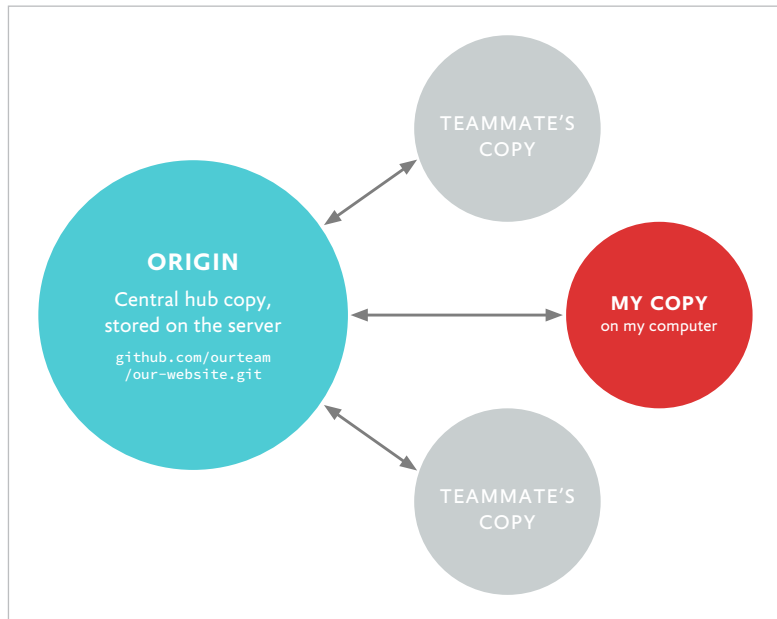 TEAMMATE’S
COPY
ORIGIN
Central hub copy,
stored on the server
github.com/ourteam
/our-website.git
MY COPY
on my computer
TEAMMATE’S
COPY